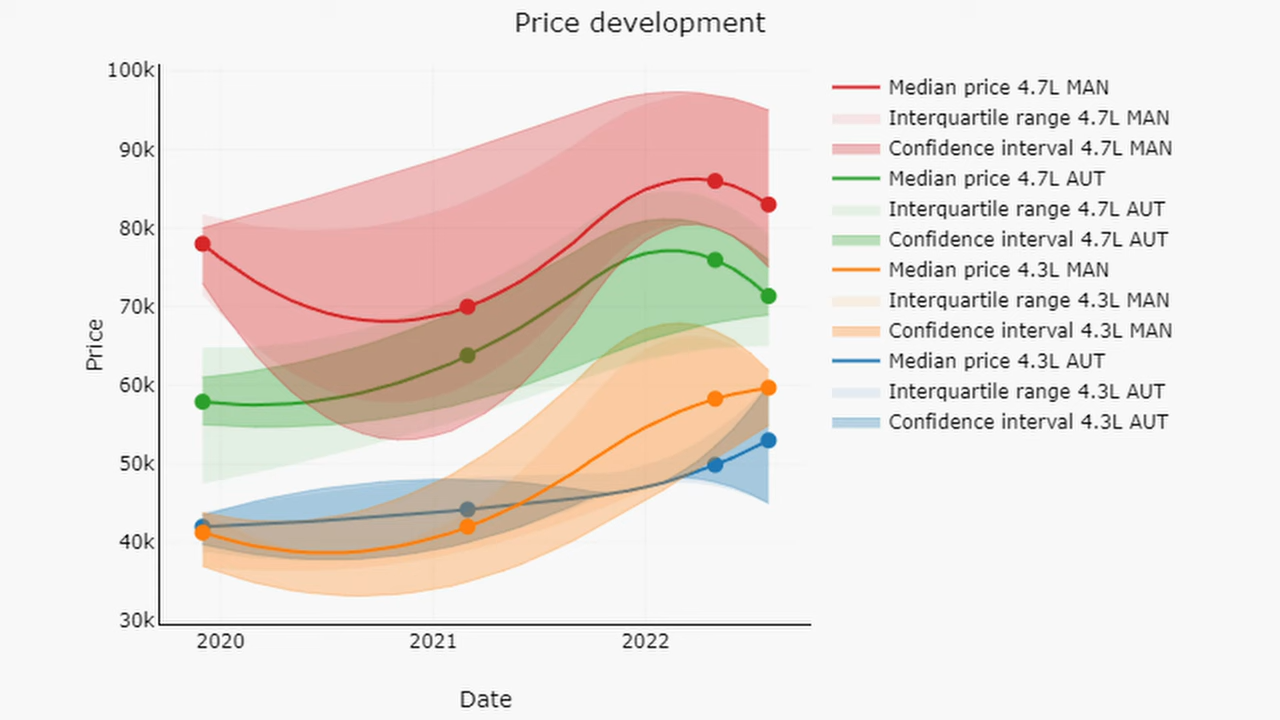 Price development
100k
90k
80k
70k
60k
50k
40k
30k
Price
2020
2021
2022
Date
Median price 4.7L MAN
Interquartile range 4.7L MAN
Confidence interval 4.7L MAN
Median price 4.7L AUT
Interquartile range 4.7L AUT
Confidence interval 4.7L AUT
Median price 4.3L MAN
Interquartile range 4.3L MAN
Confidence interval 4.3L MAN
Median price 4.3L AUT
Interquartile range 4.3L AUT
Confidence interval 4.3L AUT